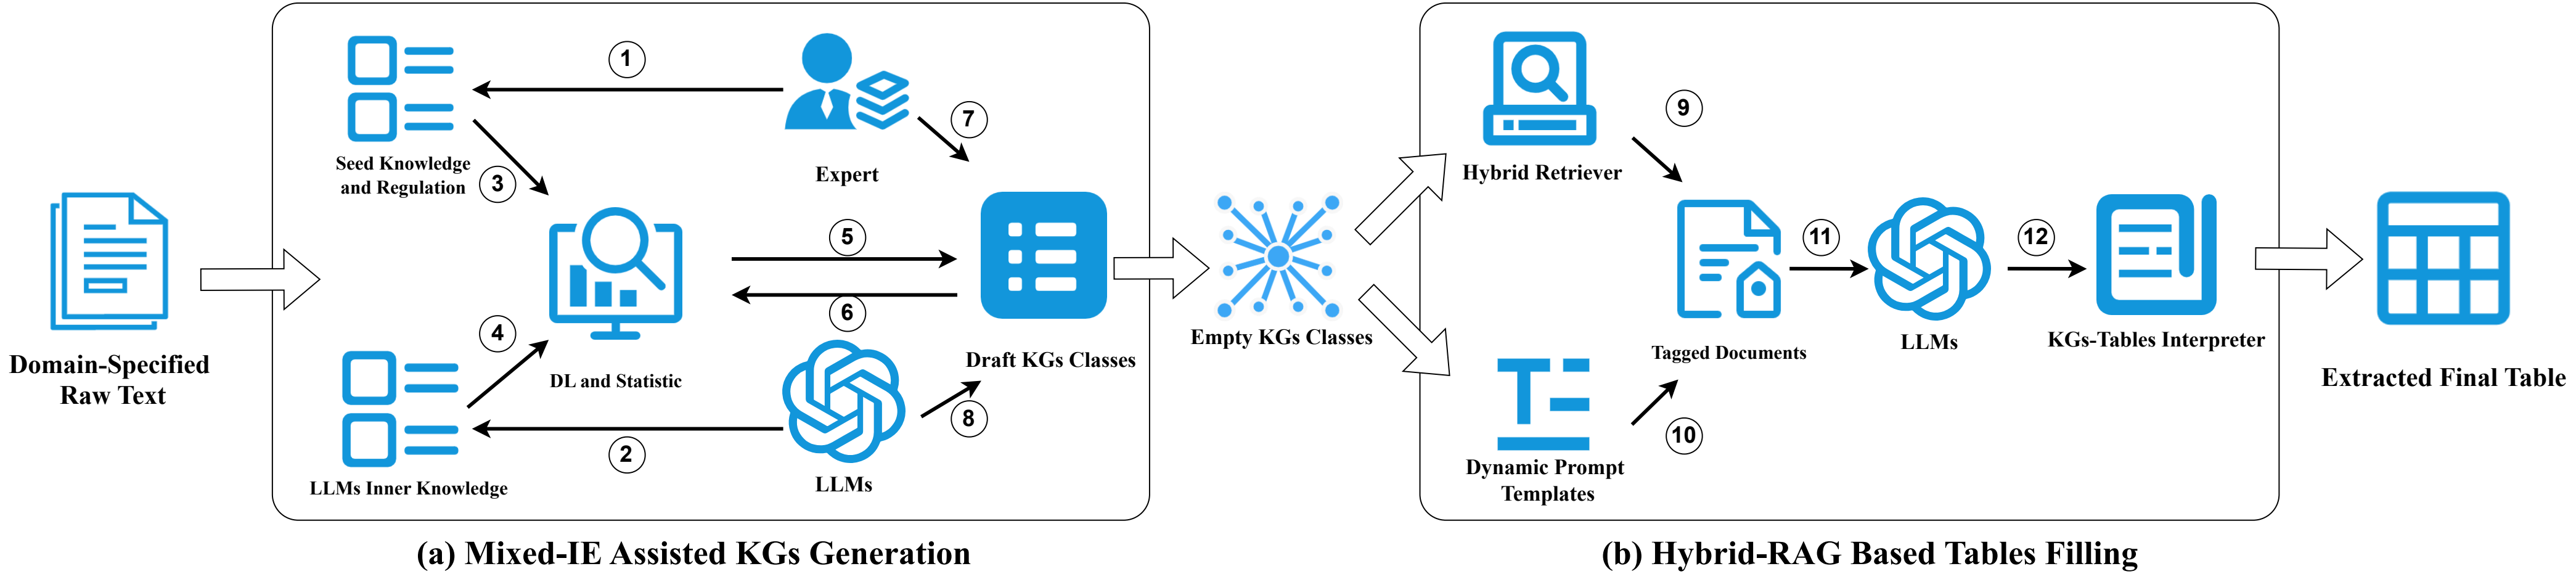 Domain-Specified
Raw Text
1
Seed Knowledge
and Regulation
3
Expert
7
5
6
DL and Statistic
4
Draft KGs Classes
8
2
LLMs Inner Knowledge
LLMs
(a) Mixed-IE Assisted KGs Generation
Empty KGs Classes
Hybrid Retriever
9
Tagged Documents
11
LLMs
12
KGs-Tables Interpreter
10
Dynamic Prompt
Templates
(b) Hybrid-RAG Based Tables Filling
Extracted Final Table